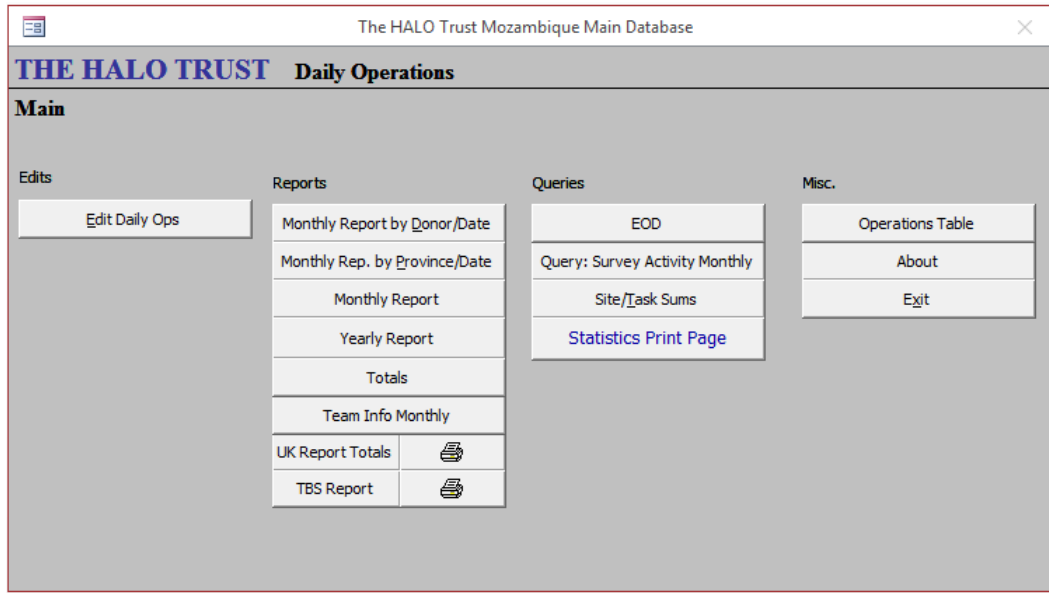 The HALO Trust Mozambique Main Database
THE HALO TRUST Daily Operations
Main
Edits
Edit Daily Ops
Reports
Monthly Report by Donor/Date
Monthly Rep. by Province/Date
Monthly Report
Yearly Report
Totals
Team Info Monthly
UK Report Totals
TBS Report
Queries
EOD
Query: Survey Activity Monthly
Site/Task Sums
Statistics Print Page
Misc.
Operations Table
About
Exit